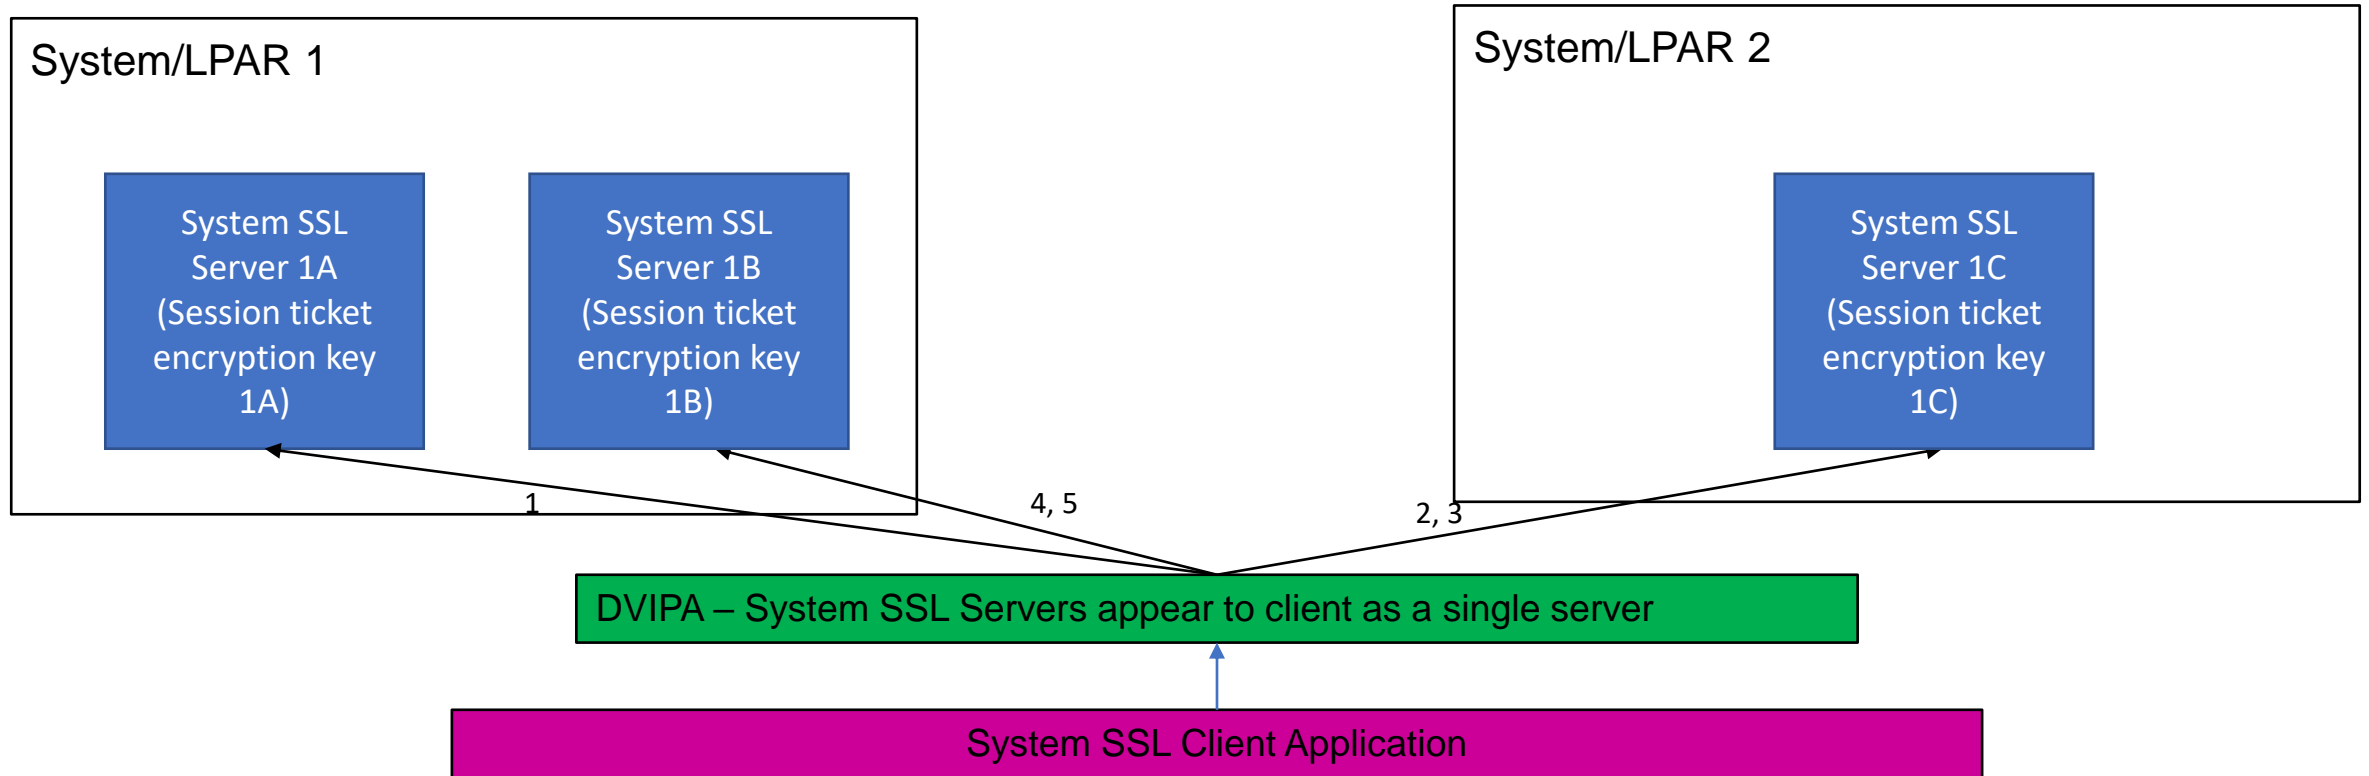 System/LPAR 1
System/LPAR 2
System SSL
Server 1A
(Session ticket
encryption key
1A)
System SSL
Server 1B
(Session ticket
encryption key
1B)
System SSL
Server 1C
(Session ticket
encryption key
1C)
1
4, 5
2, 3
DVIPA – System SSL Servers appear to client as a single server
System SSL Client Application